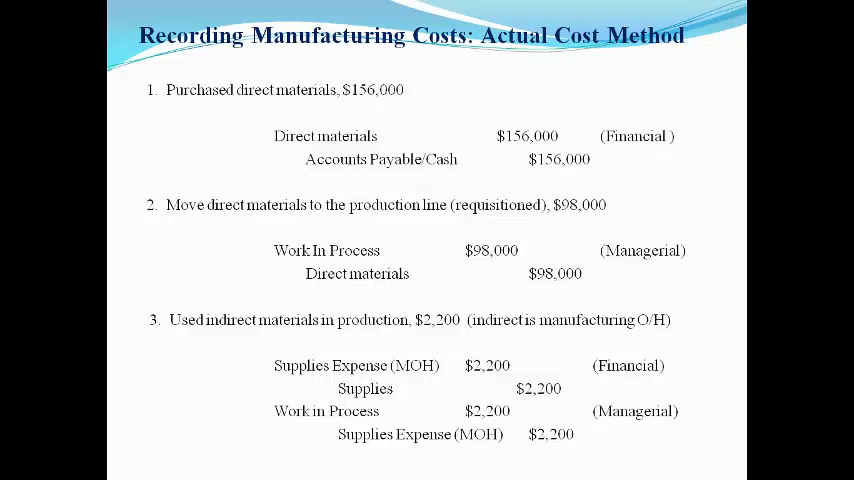 Recording Manufacturing Costs: Actual Cost Method
1. Purchased direct materials, $156,000
Direct materials $156,000 (Financial )
Accounts Payable/Cash $156,000
2. Move direct materials to the production line (requisitioned), $98,000
Work In Process $98,000 (Managerial)
Direct materials $98,000
3. Used indirect materials in production, $2,200 (indirect is manufacturing O/H)
Supplies Expense (MOH) $2,200 (Financial)
Supplies $2,200
Work in Process $2,200 (Managerial)
Supplies Expense (MOH) $2,200